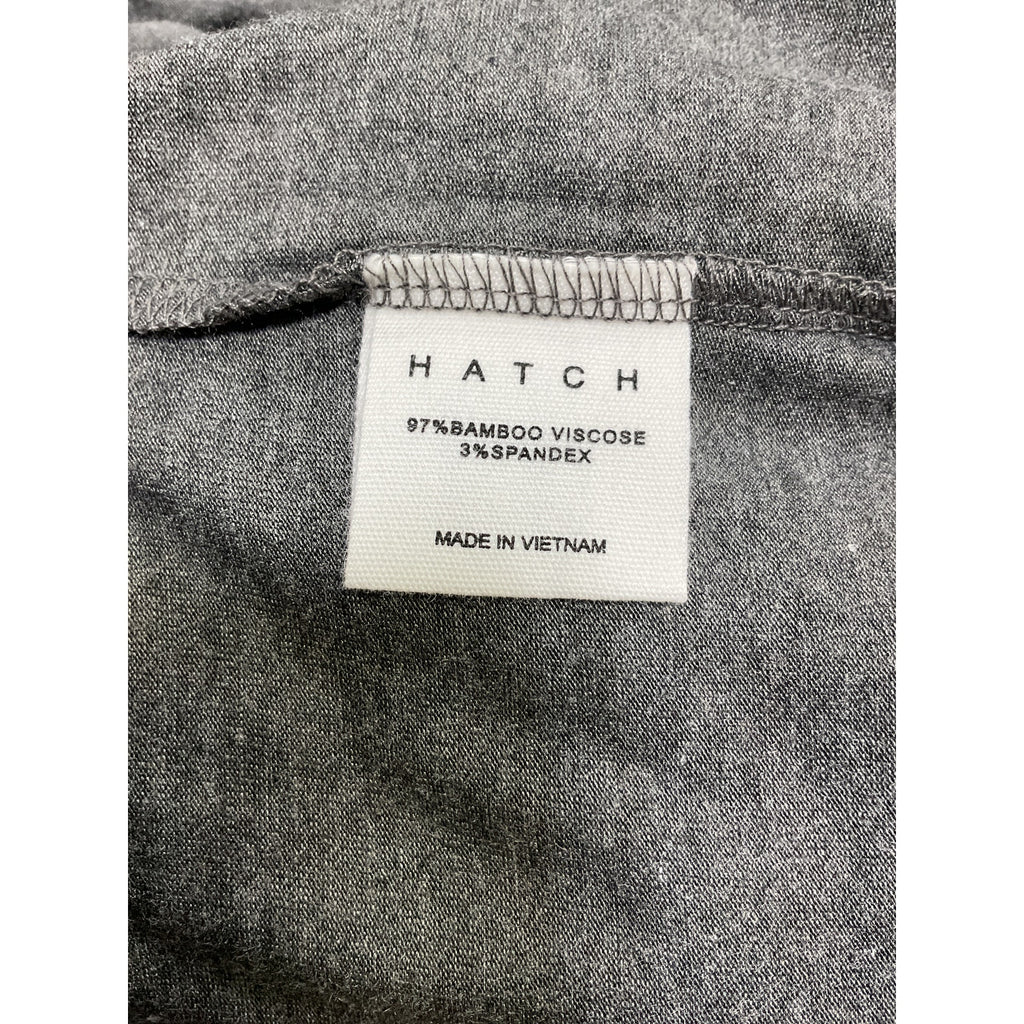 HATCH
97%BAMBOO VISCOSE
3%SPANDEX
MADE IN VIETNAM